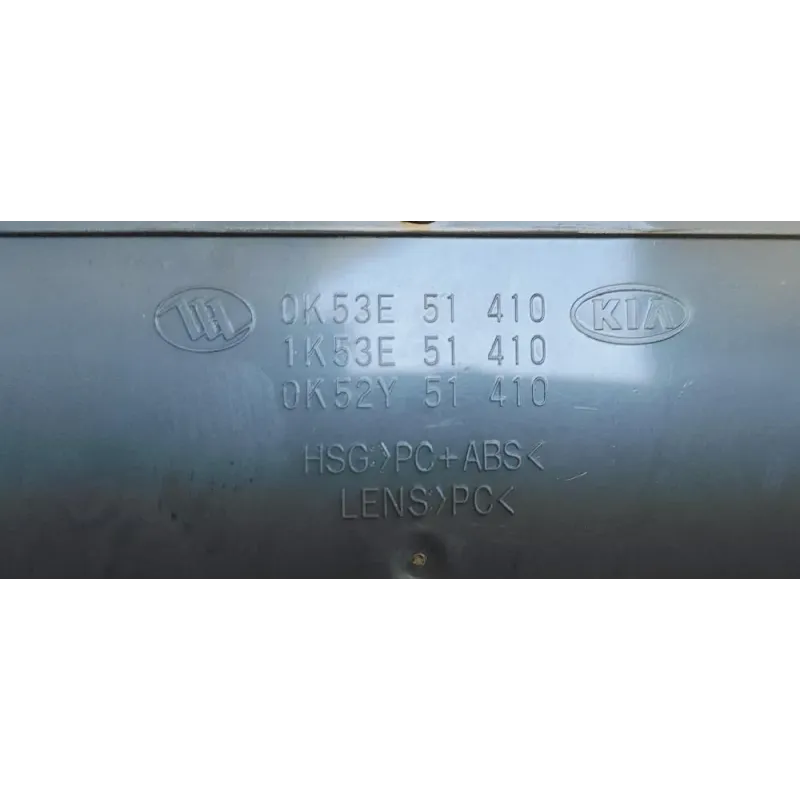 0K53E 51 410 KIA
1K53E 51 410
0K52Y 51 410
HSG>PC+ABS<
LENS>PC<